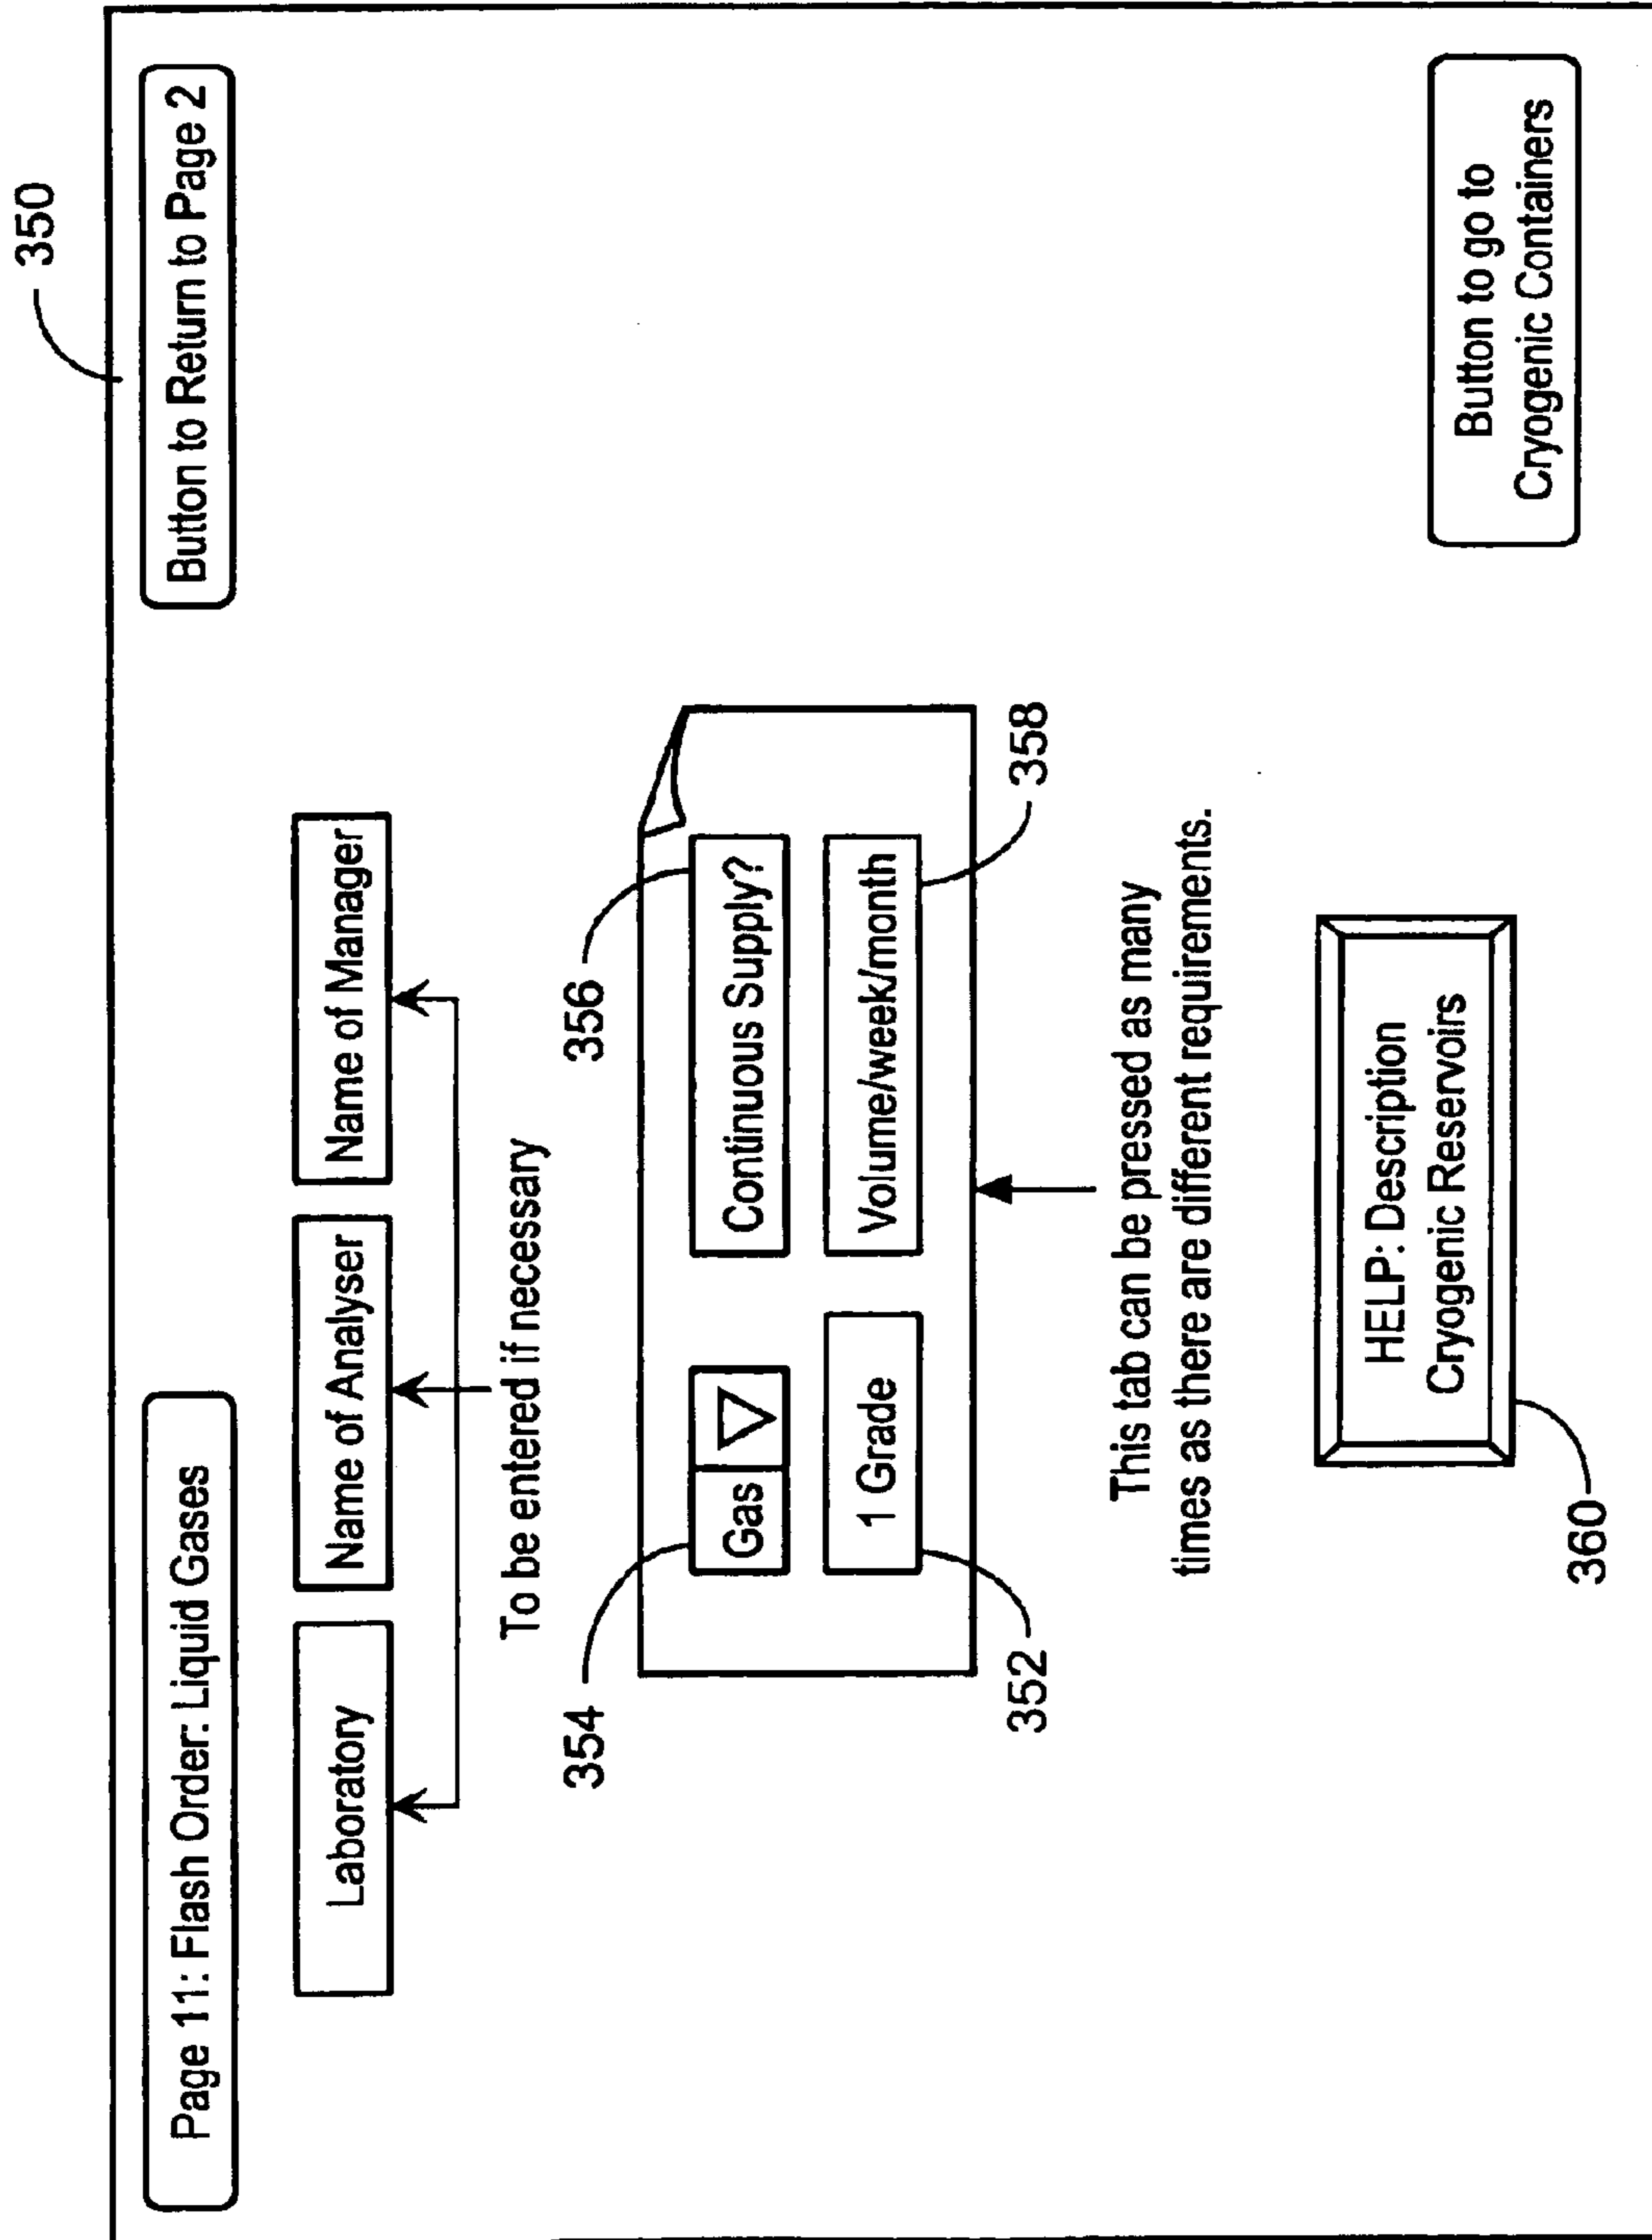 350
Page 11: Flash Order: Liquid Gases
Button to Return to Page 2
Laboratory
Name of Analyser
Name of Manager
To be entered if necessary
354
356
Gas
Continuous Supply?
1 Grade
Volume/week/month
352
358
This tab can be pressed as many
times as there are different requirements.
HELP: Description
Cryogenic Reservoirs
360
Button to go to
Cryogenic Containers